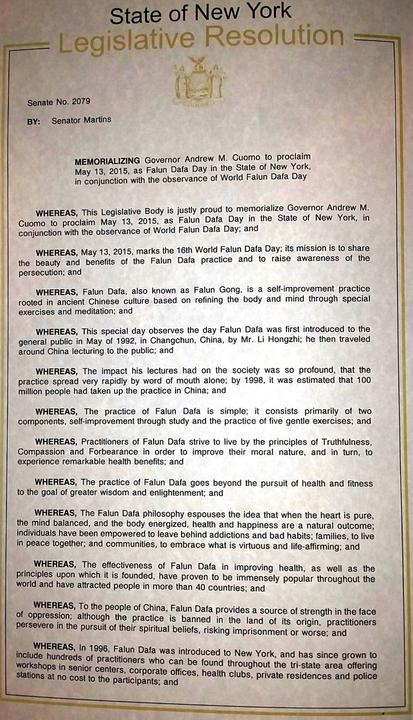 State of New York
Legislative Resolution
Senate No. 2079
BY: Senator Martins
MEMORIALIZING Governor Andrew M. Cuomo to proclaim
May 13, 2015, as Falun Dafa Day in the State of New York,
in conjunction with the observance of World Falun Dafa Day
WHEREAS, This Legislative Body is justly proud to memorialize Governor Andrew M.
Cuomo to proclaim May 13, 2015, as Falun Dafa Day in the State of New York, in
conjunction with the observance of World Falun Dafa Day; and
WHEREAS, May 13, 2015, marks the 16th World Falun Dafa Day; its mission is to share
the beauty and benefits of the Falun Dafa practice and to raise awareness of the
persecution; and
WHEREAS, Falun Dafa, also known as Falun Gong, is a self-improvement practice
rooted in ancient Chinese culture based on refining the body and mind through special
exercises and meditation; and
WHEREAS, This special day observes the day Falun Dafa was first introduced to the
general public in May of 1992, in Changchun, China, by Mr. Li Hongzhi; he then traveled
around China lecturing to the public; and
WHEREAS, The impact his lectures had on the society was so profound, that the
practice spread very rapidly by word of mouth alone; by 1998, it was estimated that 100
million people had taken up the practice in China; and
WHEREAS, The practice of Falun Dafa is simple; it consists primarily of two
components, self-improvement through study and the practice of five gentle exercises; and
WHEREAS, Practitioners of Falun Dafa strive to live by the principles of Truthfulness,
Compassion and Forbearance in order to improve their moral nature, and in turn, to
experience remarkable health benefits; and
WHEREAS, The practice of Falun Dafa goes beyond the pursuit of health and fitness
to the goal of greater wisdom and enlightenment; and
WHEREAS, The Falun Dafa philosophy espouses the idea that when the heart is pure,
the mind balanced, and the body energized, health and happiness are a natural outcome;
individuals have been empowered to leave behind addictions and bad habits; families, to live
in peace together; and communities, to embrace what is virtuous and life-affirming; and
WHEREAS, The effectiveness of Falun Dafa in improving health, as well as the
principles upon which it is founded, have proven to be immensely popular throughout the
world and have attracted people in more than 40 countries; and
WHEREAS, To the people of China, Falun Dafa provides a source of strength in the face
of oppression; although the practice is banned in the land of its origin, practitioners
persevere in the pursuit of their spiritual beliefs, risking imprisonment or worse; and
WHEREAS, In 1996, Falun Dafa was introduced to New York, and has since grown to
include hundreds of practitioners who can be found throughout the tri-state area offering
workshops in senior centers, corporate offices, health clubs, private residences and police
stations at no cost to the participants; and